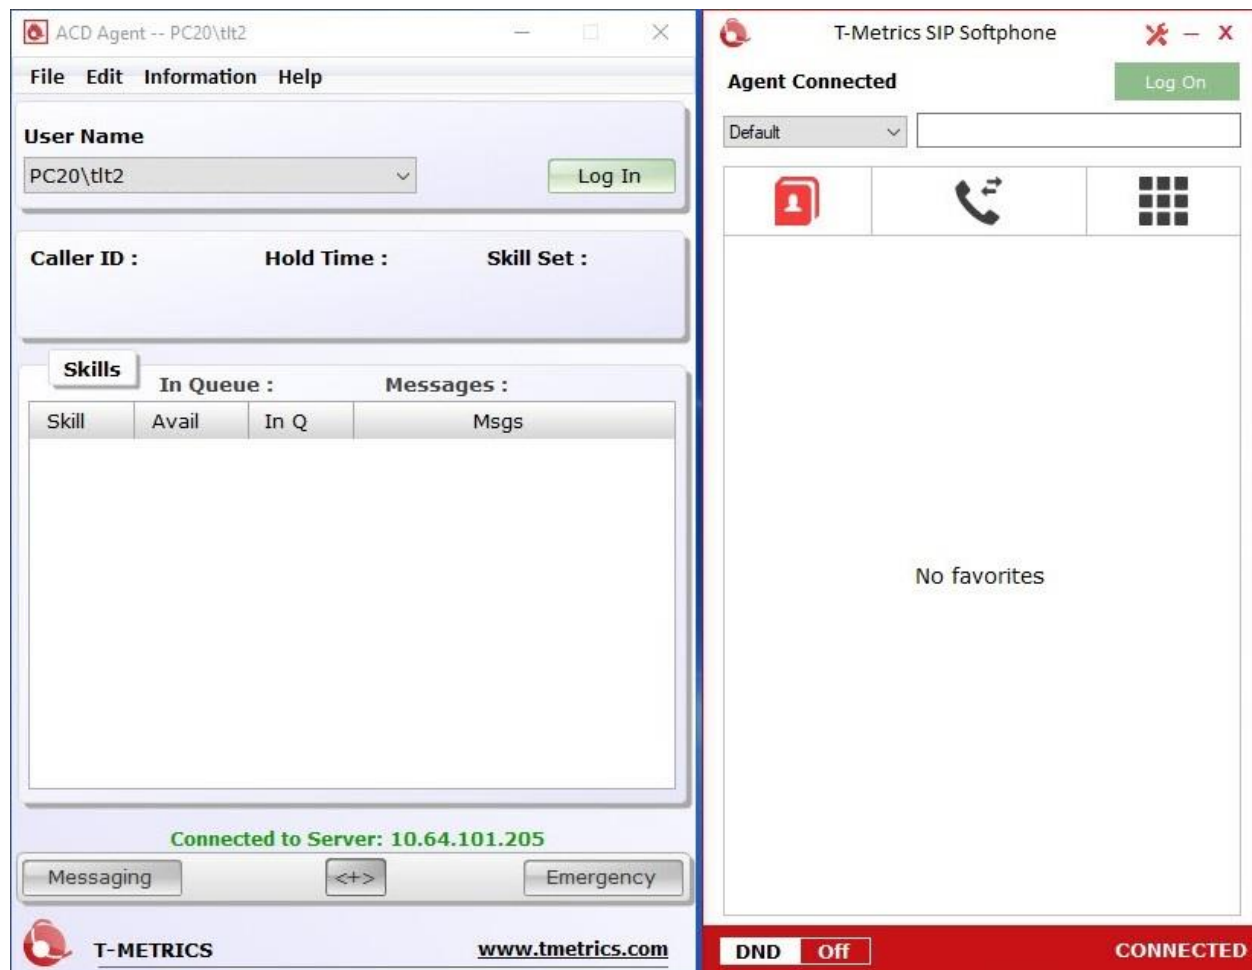 ACD Agent -- PC20\tlt2
File Edit Information Help
User Name
PC20\tlt2
Log In
Caller ID : Hold Time : Skill Set :
Skills
In Queue : Messages :
Skill Avail In Q Msgs
Connected to Server: 10.64.101.205
Messaging <+> Emergency
T-METRICS www.tmetrics.com
T-Metrics SIP Softphone
Agent Connected Log On
Default
No favorites
DND Off CONNECTED